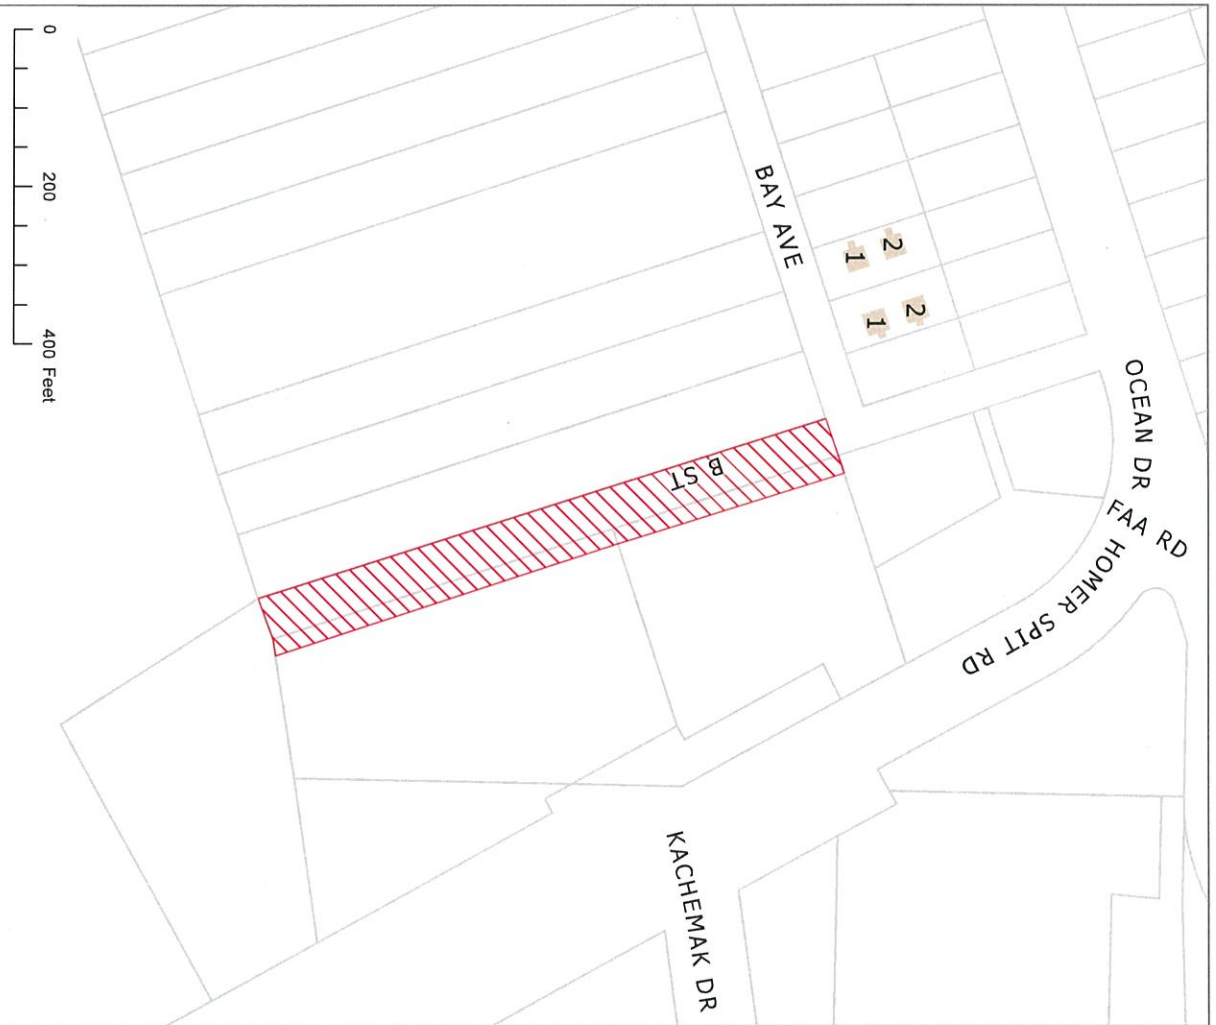 0
200
400 Feet
BAY AVE
2
1
2
1
OCEAN DR
FAA RD
HOMER SPIT RD
B ST
KACHEMAK DR